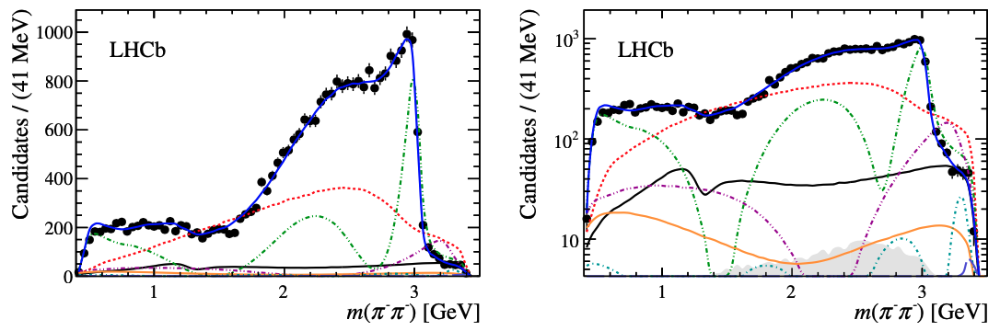 Candidates / (41 MeV)
1000
800
600
400
200
0
LHCb
1
2
3
m(π⁻π⁻) [GeV]
Candidates / (41 MeV)
10³
10²
10
LHCb
1
2
3
m(π⁻π⁻) [GeV]